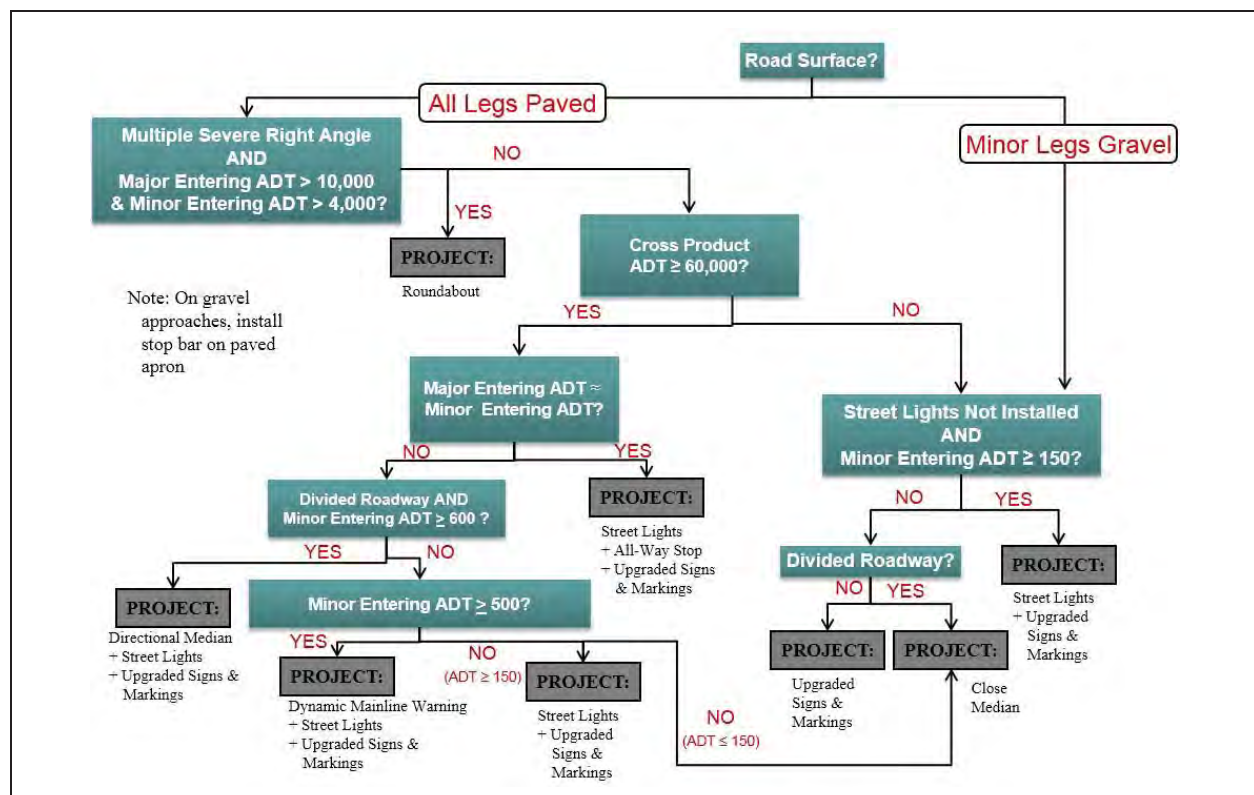 Road Surface?
All Legs Paved
Minor Legs Gravel
Multiple Severe Right Angle
AND
Major Entering ADT > 10,000
& Minor Entering ADT > 4,000?
NO
YES
PROJECT:
Roundabout
Cross Product
ADT ≥ 60,000?
Note: On gravel
approaches, install
stop bar on paved
apron
YES
NO
Major Entering ADT ≈
Minor Entering ADT?
Street Lights Not Installed
AND
Minor Entering ADT ≥ 150?
NO
YES
Divided Roadway AND
Minor Entering ADT ≥ 600 ?
PROJECT:
Street Lights
+ All-Way Stop
+ Upgraded Signs
& Markings
NO
YES
Divided Roadway?
PROJECT:
Street Lights
+ Upgraded
Signs &
Markings
YES
NO
PROJECT:
Directional Median
+ Street Lights
+ Upgraded Signs &
Markings
Minor Entering ADT ≥ 500?
NO
YES
PROJECT:
Upgraded
Signs &
Markings
PROJECT:
Close
Median
YES
PROJECT:
Dynamic Mainline Warning
+ Street Lights
+ Upgraded Signs &
Markings
NO
(ADT ≥ 150)
PROJECT:
Street Lights
+ Upgraded
Signs &
Markings
NO
(ADT ≤ 150)